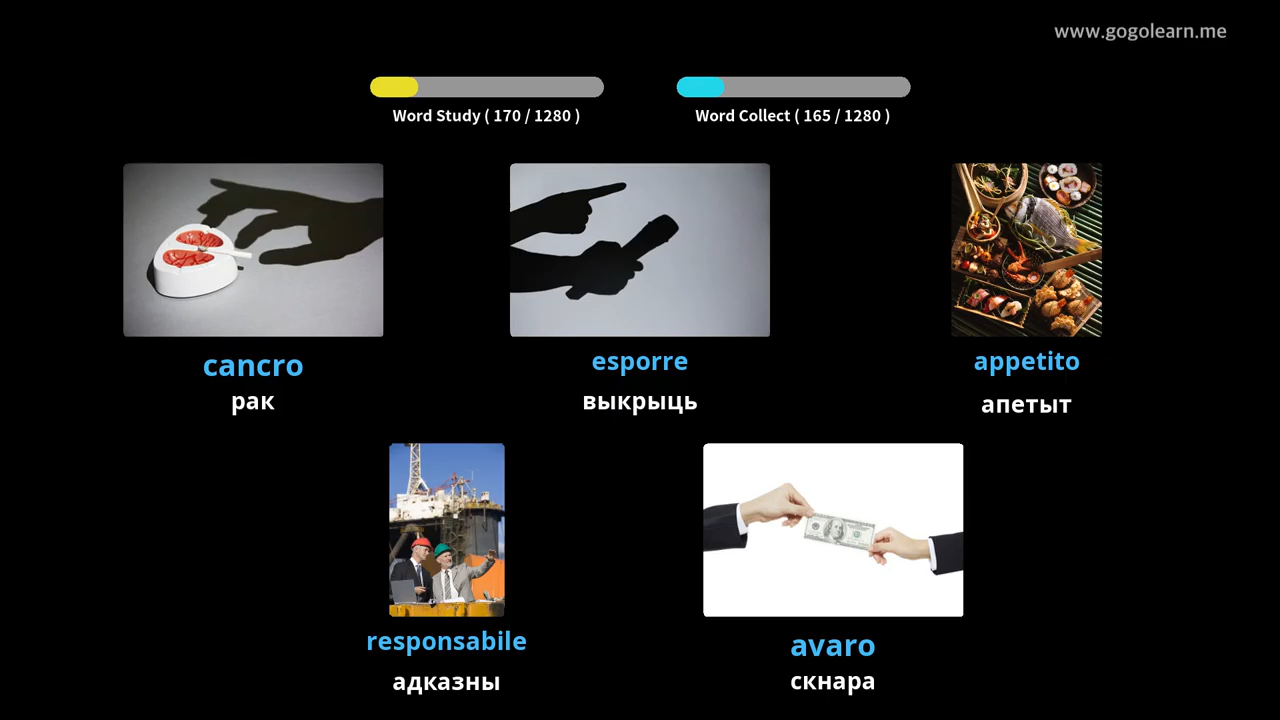 www.gogolearn.me
Word Study ( 170 / 1280 )
Word Collect ( 165 / 1280 )
cancro
рак
esporre
выкрыць
appetito
апетыт
responsabile
адказны
avaro
скнара